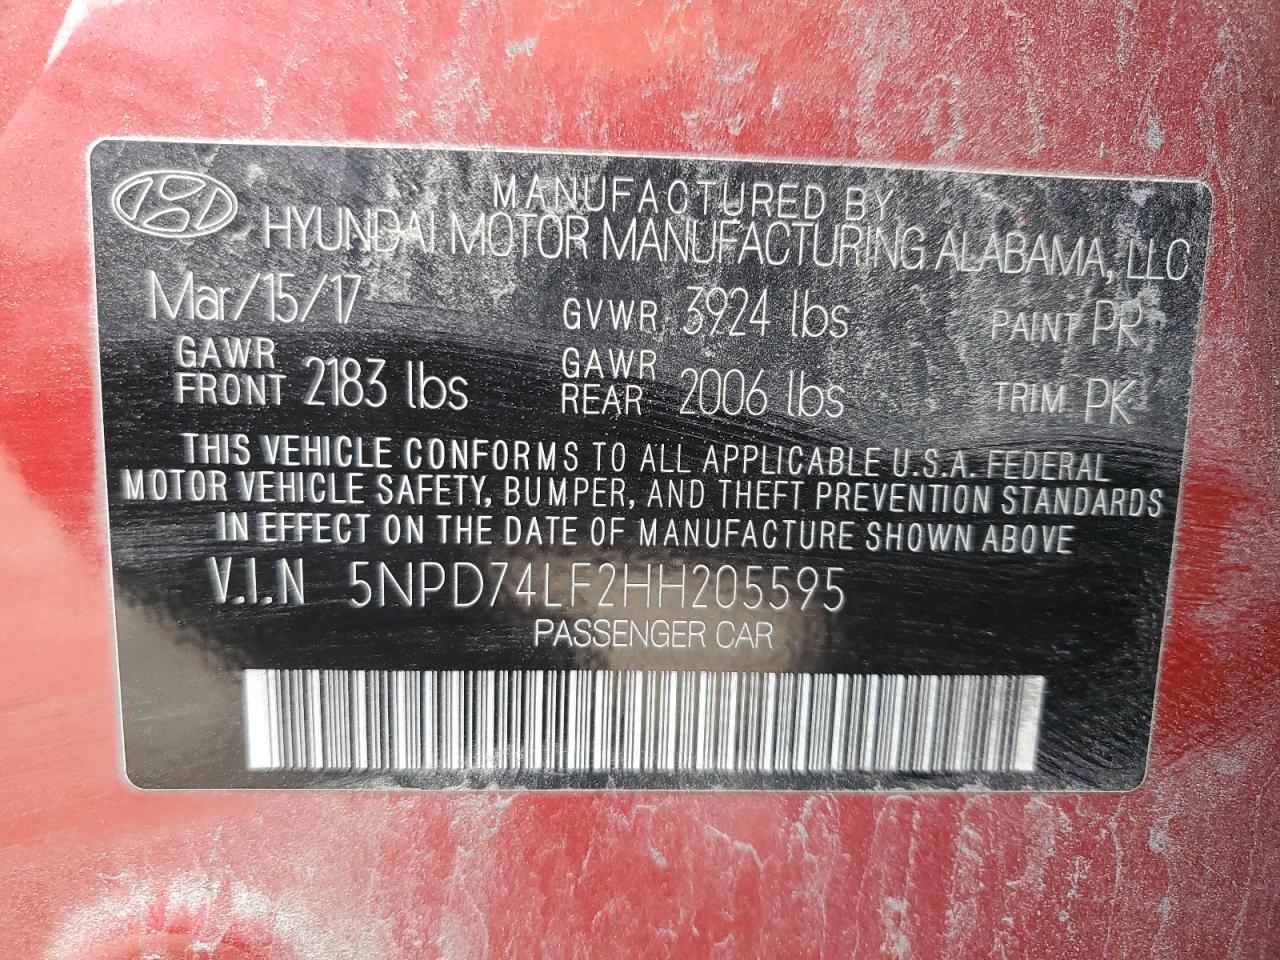 MANUFACTURED BY
HYUNDAI MOTOR MANUFACTURING ALABAMA, LLC
Mar/15/17 GVWR 3924 lbs PAINT PR
GAWR FRONT 2183 lbs GAWR REAR 2006 lbs TRIM PK
THIS VEHICLE CONFORMS TO ALL APPLICABLE U.S.A. FEDERAL
MOTOR VEHICLE SAFETY, BUMPER, AND THEFT PREVENTION STANDARDS
IN EFFECT ON THE DATE OF MANUFACTURE SHOWN ABOVE
V.I.N 5NPD74LF2HH205595
PASSENGER CAR